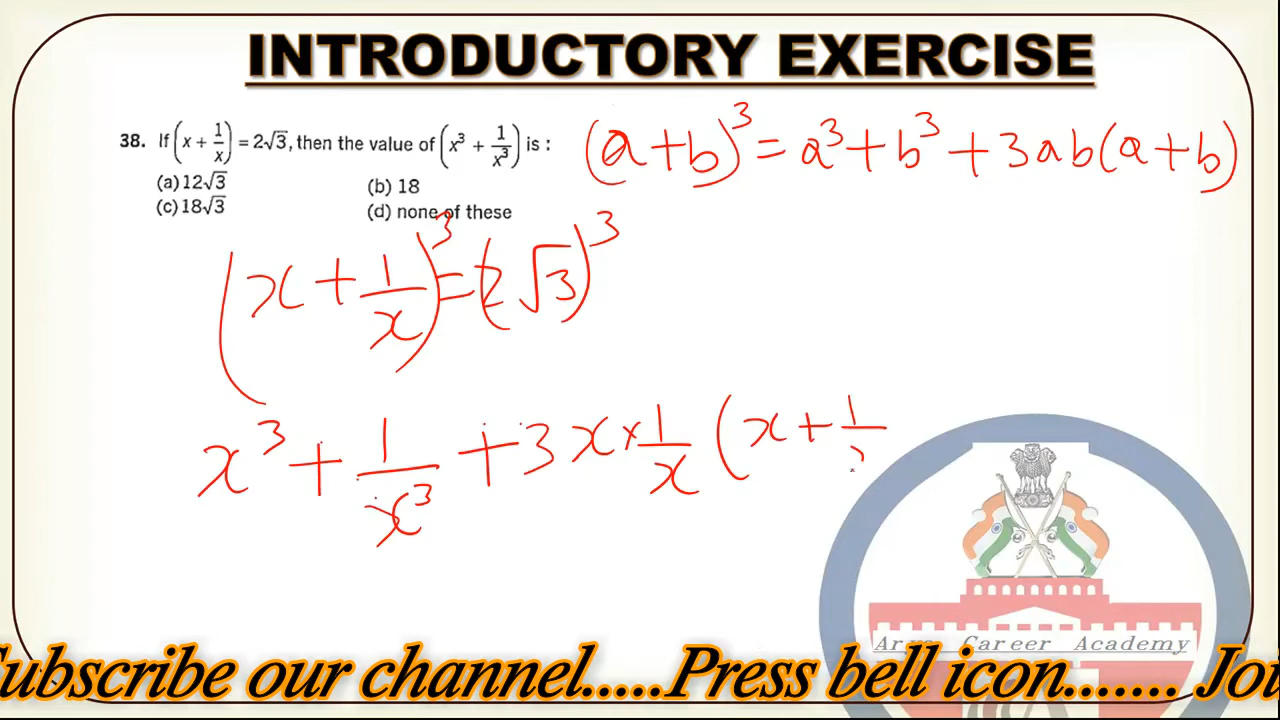 INTRODUCTORY EXERCISE
38. If (x + 1/x) = 2√3, then the value of (x³ + 1/x³) is :
(a) 12√3 (b) 18
(c) 18√3 (d) none of these
(a+b)³ = a³ + b³ + 3ab(a+b)
(x + 1/x)³ = (2√3)³
x³ + 1/x³ + 3x × 1/x (x + 1/
Career Academy
Subscribe our channel.....Press bell icon....... Joi